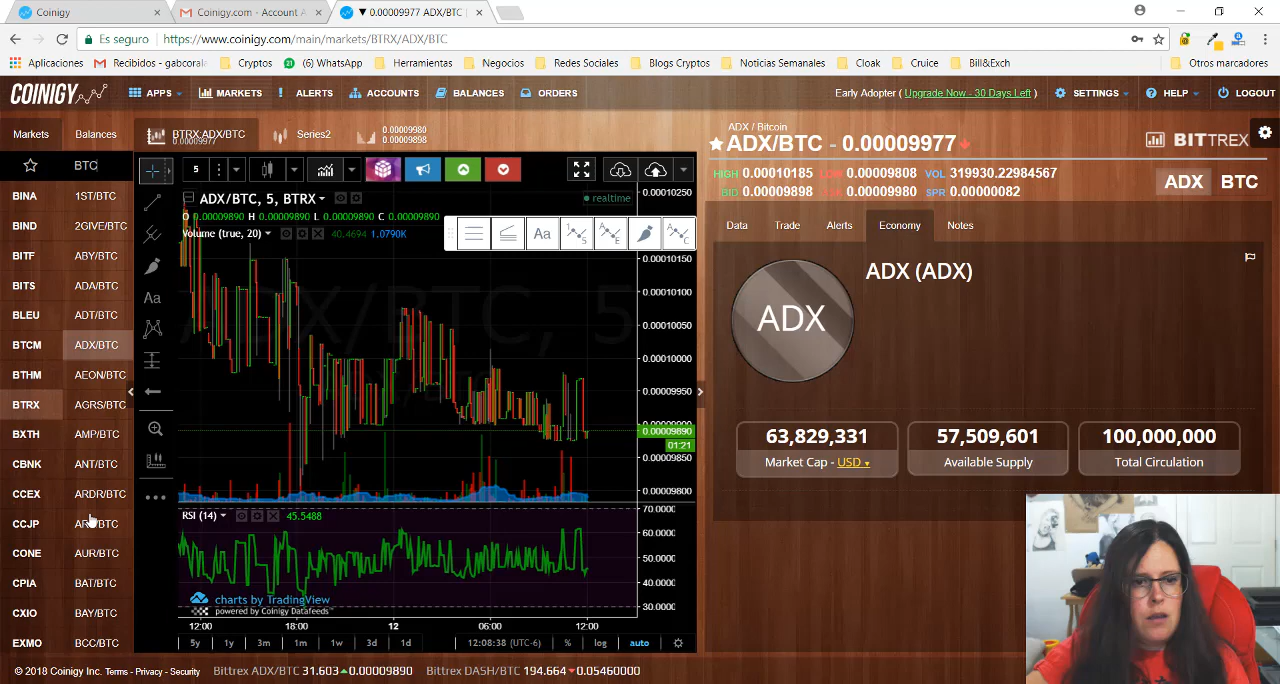 Coinigy
Coinigy.com - Account A
▼ 0.00009977 ADX/BTC
Es seguro
https://www.coinigy.com/main/markets/BTRX/ADX/BTC
Aplicaciones
Recibidos - gabcorala
Cryptos
(6) WhatsApp
Herramientas
Negocio
Redes Sociales
Blogs Cryptos
Noticias Semanales
Cloak
Cruice
Bill&Exch
Otros marcadores
COINIGY
APPS
MARKETS
ALERTS
ACCOUNTS
BALANCES
ORDERS
Early Adopter ( Upgrade Now - 30 Days Left )
SETTINGS
HELP
LOGOUT
Markets
Balances
BTRX:ADX/BTC
0.00009977
Series2
0.00009980
0.00009898
ADX / Bitcoin
ADX/BTC - 0.00009977
BITTREX
HIGH 0.00010185 LOW 0.00009808 VOL 319930.22984567
BID 0.00009898 0.00009980 SPR 0.00000082
ADX BTC
BTC
5
BINA 1ST/BTC
BIND 2GIVE/BTC
BITF ABY/BTC
BITS ADA/BTC
BLEU ADT/BTC
BTCM ADX/BTC
BTHM AEON/BTC
BTRX AGRS/BTC
BXTH AMP/BTC
CBNK ANT/BTC
CCEX ARDR/BTC
CCJP
CONE AUR/BTC
CPIA BAT/BTC
CXIO BAY/BTC
EXMO BCC/BTC
ADX/BTC, 5, BTRX
realtime
O 0.00009890 H 0.00009890 L 0.00009890 C 0.00009890
Volume (true, 20) 40.4694 1.0790K
Aa
Aa
ADX/BTC, 5
0.00010250
0.00010150
0.00010100
0.00010050
0.00010000
0.00009950
0.00009890
01:21
0.00009850
0.00009800
RSI (14) 45.5488
70.0000
60.0000
50.0000
40.0000
30.0000
charts by TradingView
powered by Coinigy Datafeeds
12:00 18:00 12 06:00 12:00
5y 1y 3m 1m 1w 3d 1d
12:08:38 (UTC-6)
% log auto
Data
Trade
Alerts
Economy
Notes
ADX
ADX (ADX)
63,829,331
Market Cap - USD
57,509,601
Available Supply
100,000,000
Total Circulation
© 2018 Coinigy Inc. Terms - Privacy - Security
Bittrex ADX/BTC 31.603 0.00009890
Bittrex DASH/BTC 194.664 0.05460000